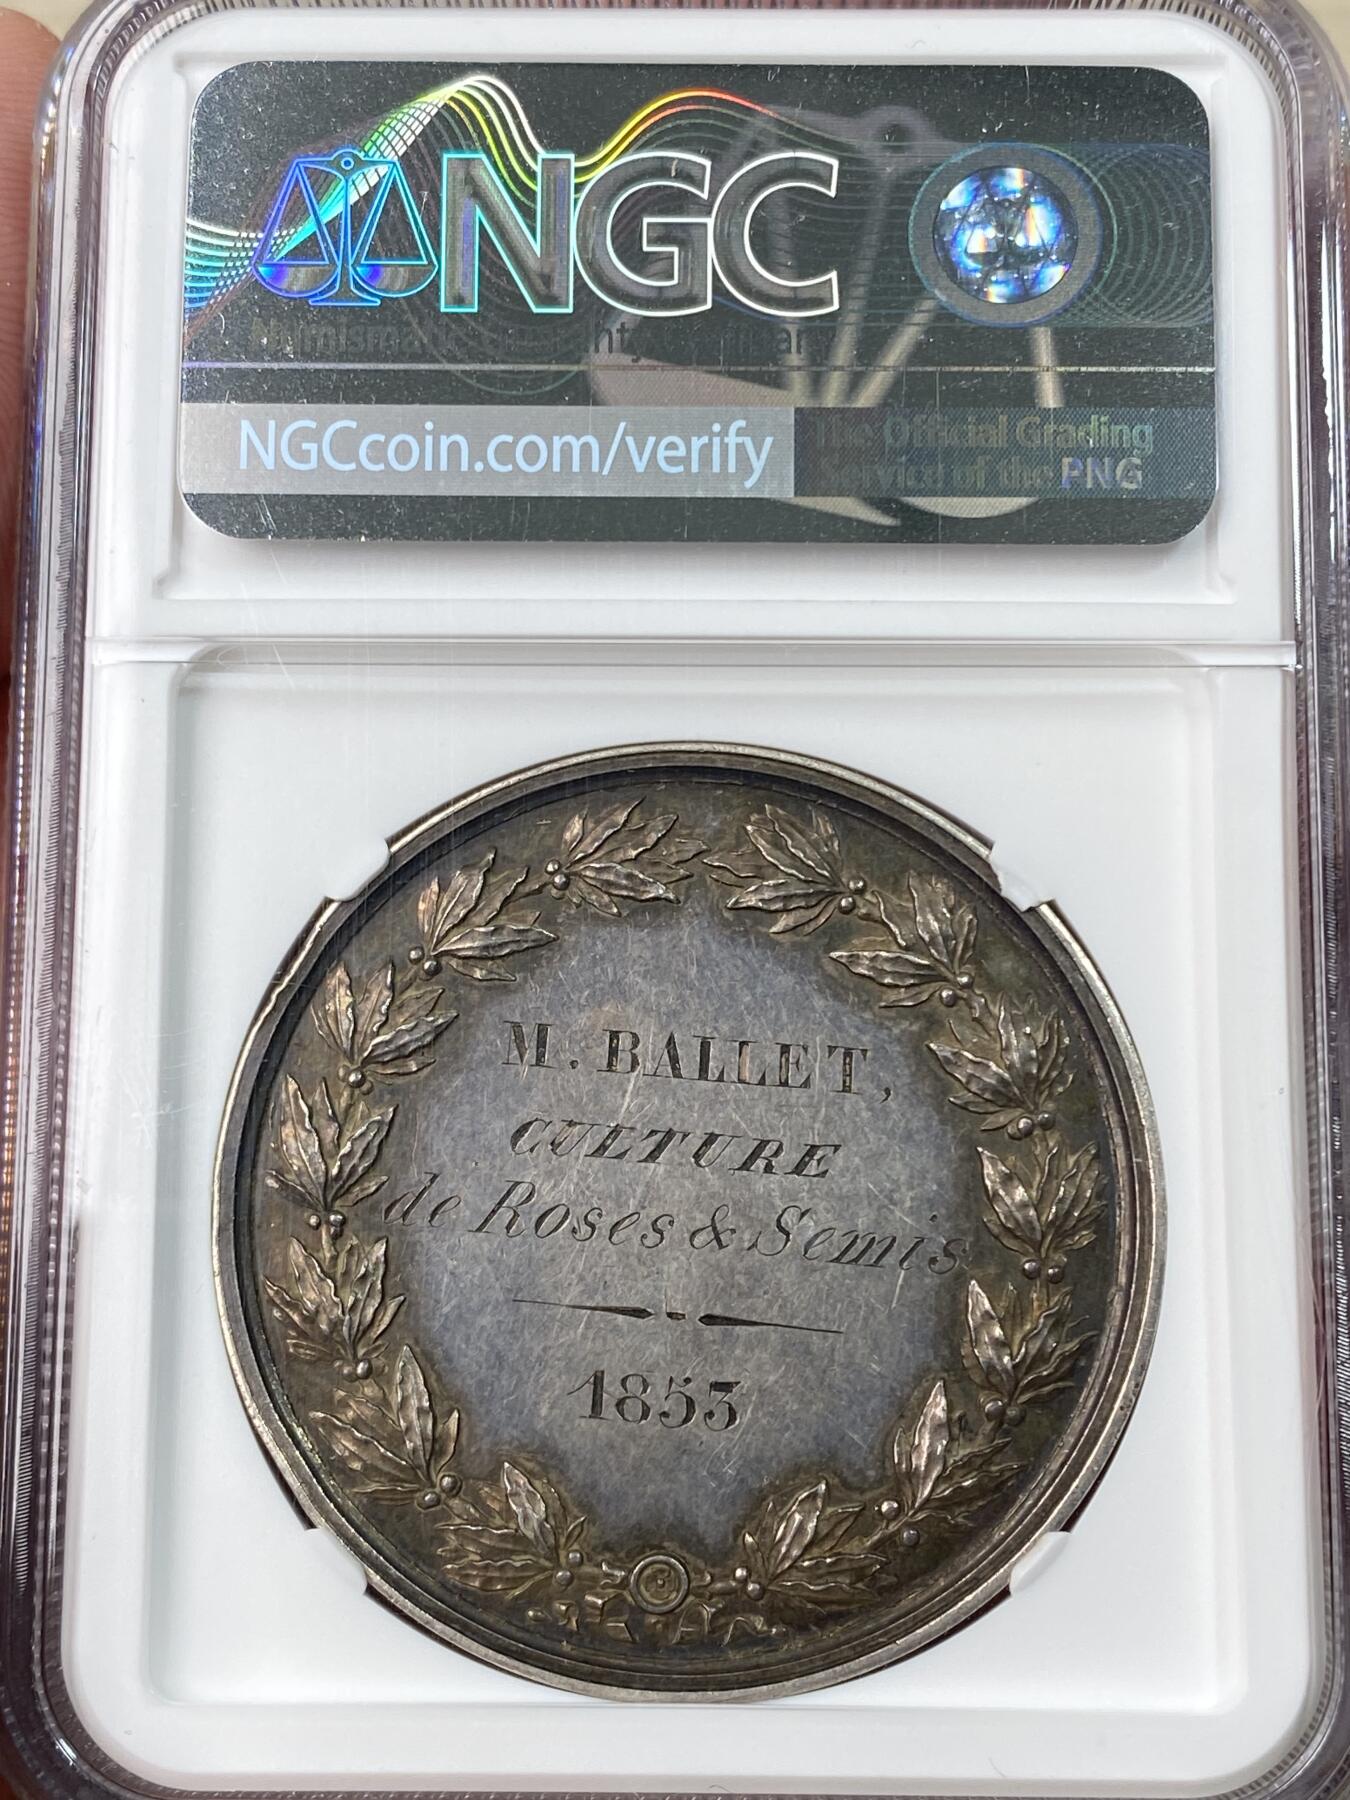 NGC
NGCcoin.com/verify
The Official Grading
Service of the PNG
M. BALLET,
CULTURE
de Roses & Semis
1853